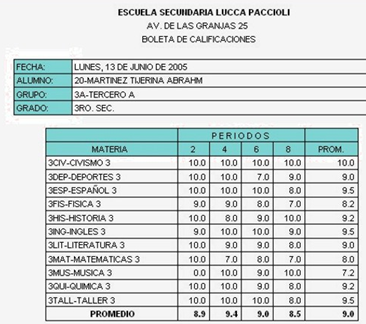 ESCUELA SECUNDARIA LUCCA PACCIOLI
AV. DE LAS GRANJAS 25
BOLETA DE CALIFICACIONES
FECHA: LUNES, 13 DE JUNIO DE 2005
ALUMNO: 20-MARTINEZ TIJERINA ABRAHM
GRUPO: 3A-TERCERO A
GRADO: 3RO. SEC.
PERIODOS
MATERIA 2 4 6 8 PROM.
3CIV-CIVISMO 3 10.0 10.0 10.0 10.0 10.0
3DEP-DEPORTES 3 10.0 10.0 7.0 9.0 9.0
3ESP-ESPAÑOL 3 10.0 10.0 10.0 8.0 9.5
3FIS-FISICA 3 9.0 9.0 8.0 7.0 8.2
3HIS-HISTORIA 3 10.0 8.0 9.0 10.0 9.2
3ING-INGLES 3 9.0 10.0 10.0 9.0 9.5
3LIT-LITERATURA 3 10.0 9.0 9.0 8.0 9.0
3MAT-MATEMATICAS 3 10.0 7.0 8.0 7.0 8.0
3MUS-MUSICA 3 0.0 10.0 9.0 10.0 7.2
3QUI-QUIMICA 3 10.0 10.0 9.0 8.0 9.2
3TALL-TALLER 3 10.0 10.0 10.0 8.0 9.5
PROMEDIO 8.9 9.4 9.0 8.5 9.0